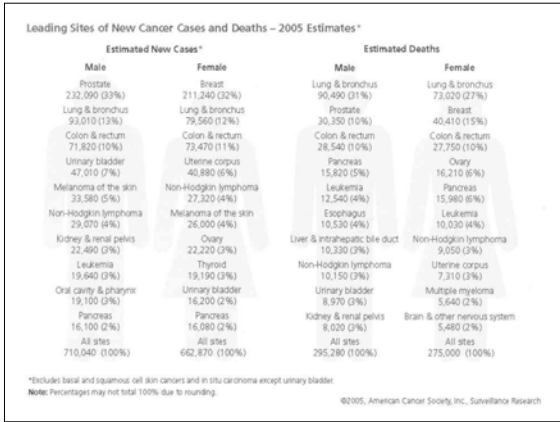 Leading Sites of New Cancer Cases and Deaths – 2005 Estimates*
Estimated New Cases* Estimated Deaths
Male Female Male Female
Prostate Breast Lung & bronchus Lung & bronchus
232,090 (33%) 211,240 (32%) 90,490 (31%) 73,020 (27%)
Lung & bronchus Lung & bronchus Prostate Breast
93,010 (13%) 79,560 (12%) 30,350 (10%) 40,410 (15%)
Colon & rectum Colon & rectum Colon & rectum Colon & rectum
71,820 (10%) 73,470 (11%) 28,540 (10%) 27,750 (10%)
Urinary bladder Uterine corpus Pancreas Ovary
47,010 (7%) 40,880 (6%) 15,820 (5%) 16,210 (6%)
Melanoma of the skin Non-Hodgkin lymphoma Leukemia Pancreas
33,580 (5%) 27,320 (4%) 12,540 (4%) 15,980 (6%)
Non-Hodgkin lymphoma Melanoma of the skin Esophagus Leukemia
29,070 (4%) 26,000 (4%) 10,530 (4%) 10,030 (4%)
Kidney & renal pelvis Ovary Liver & intrahepatic bile duct Non-Hodgkin lymphoma
22,490 (3%) 22,220 (3%) 10,330 (3%) 9,050 (3%)
Leukemia Thyroid Non-Hodgkin lymphoma Uterine corpus
19,640 (3%) 19,190 (3%) 10,150 (3%) 7,310 (3%)
Oral cavity & pharynx Urinary bladder Urinary bladder Multiple myeloma
19,100 (3%) 16,200 (2%) 8,970 (3%) 5,640 (2%)
Pancreas Pancreas Kidney & renal pelvis Brain & other nervous system
16,100 (2%) 16,080 (2%) 8,020 (3%) 5,480 (2%)
All sites All sites All sites All sites
710,040 (100%) 662,870 (100%) 295,280 (100%) 275,000 (100%)
*Excludes basal and squamous cell skin cancers and in situ carcinoma except urinary bladder.
Note: Percentages may not total 100% due to rounding.
©2005, American Cancer Society, Inc., Surveillance Research